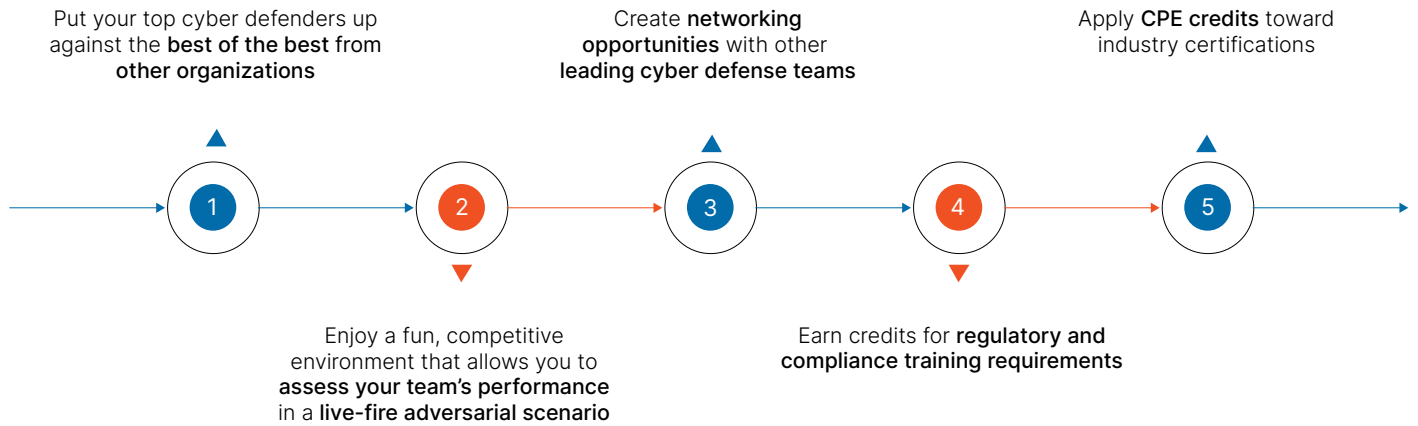 Put your top cyber defenders up
against the best of the best from
other organizations
1
2
Enjoy a fun, competitive
environment that allows you to
assess your team's performance
in a live-fire adversarial scenario
Create networking
opportunities with other
leading cyber defense teams
3
4
Earn credits for regulatory and
compliance training requirements
Apply CPE credits toward
industry certifications
5